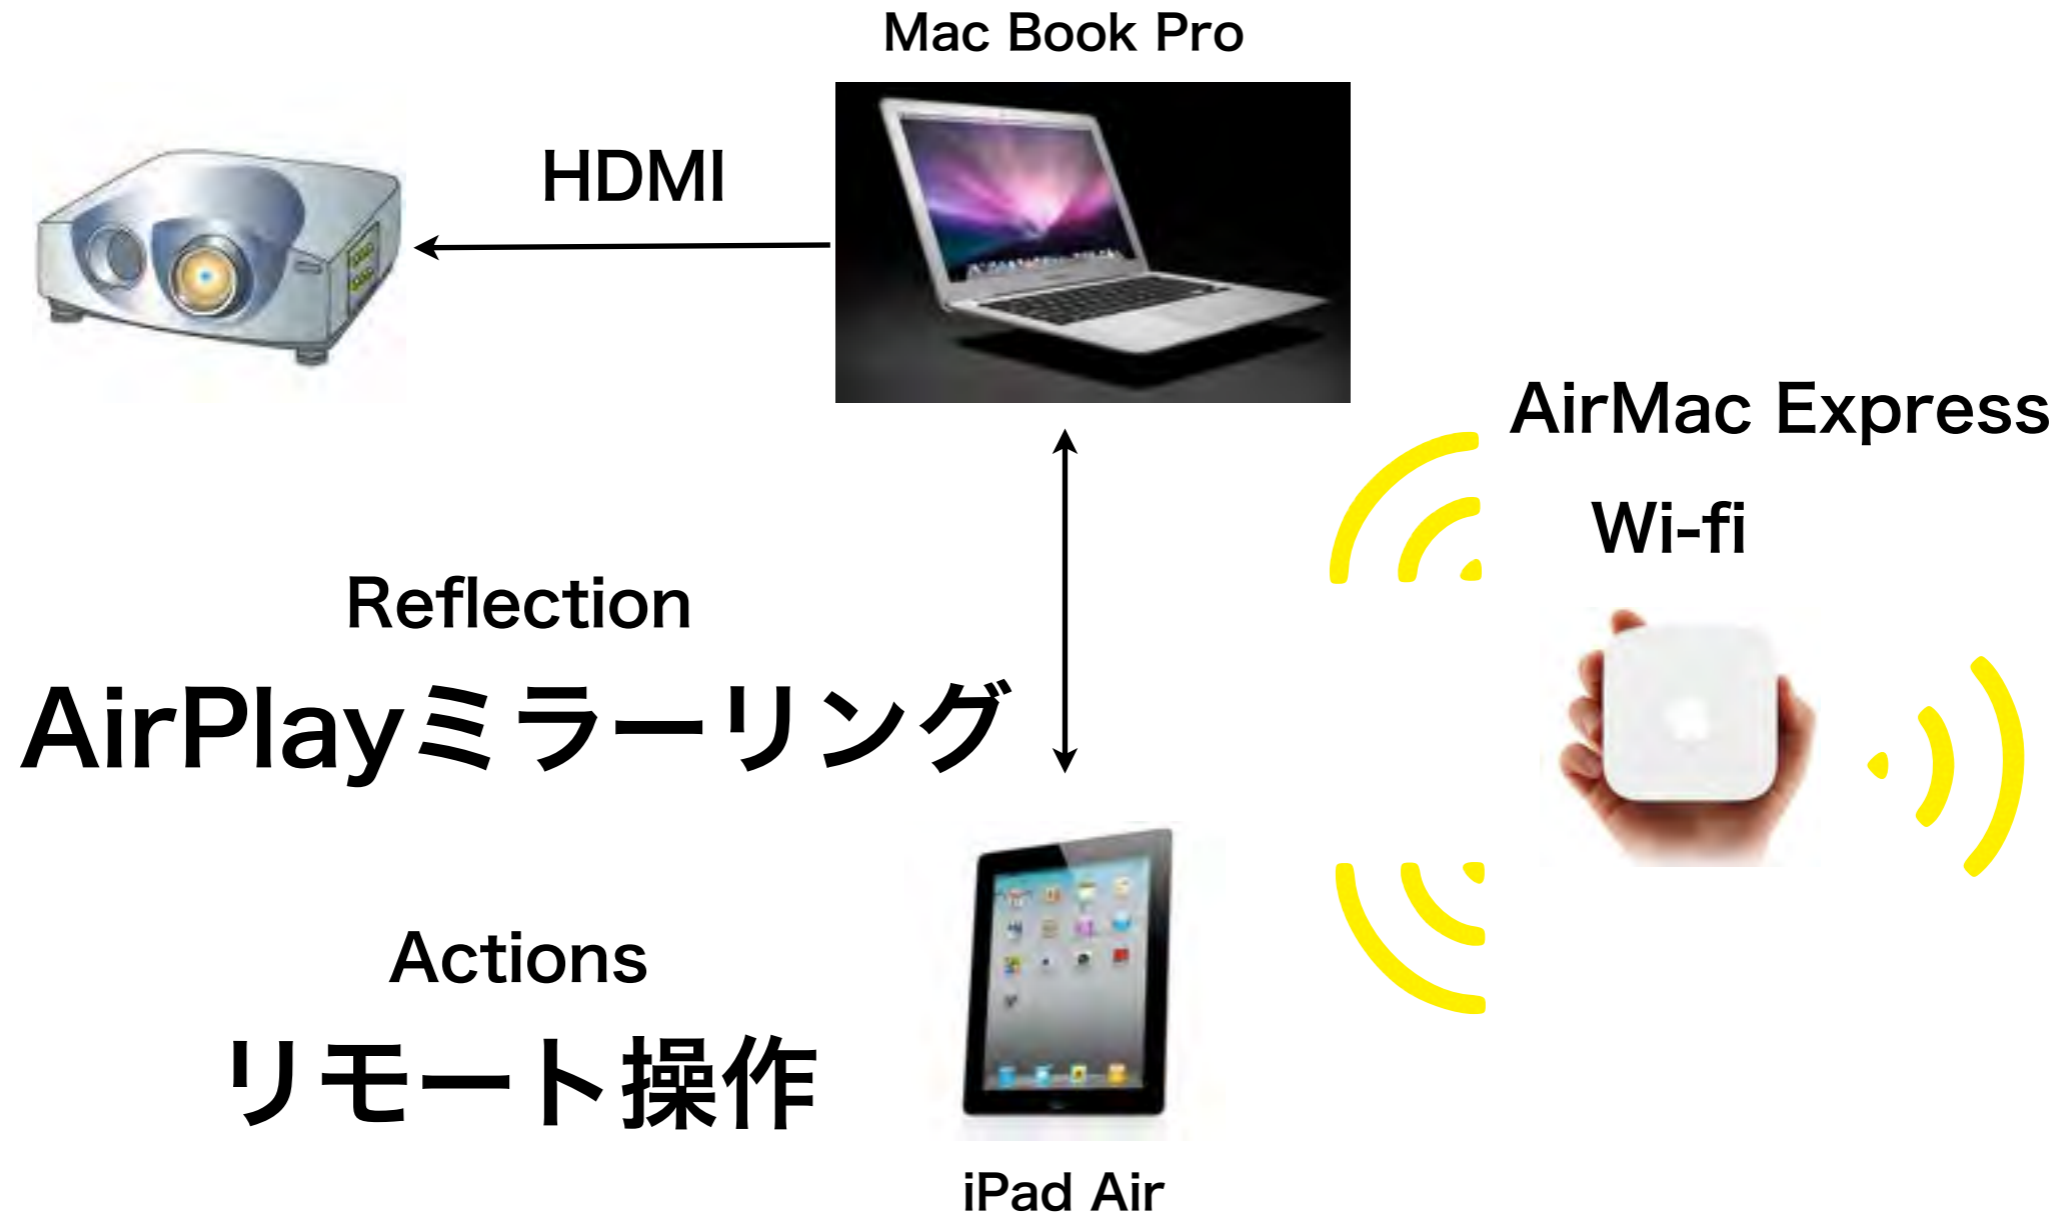 Mac Book Pro
HDMI
AirMac Express
Wi-fi
Reflection
AirPlayミラーリング
Actions
リモート操作
iPad Air